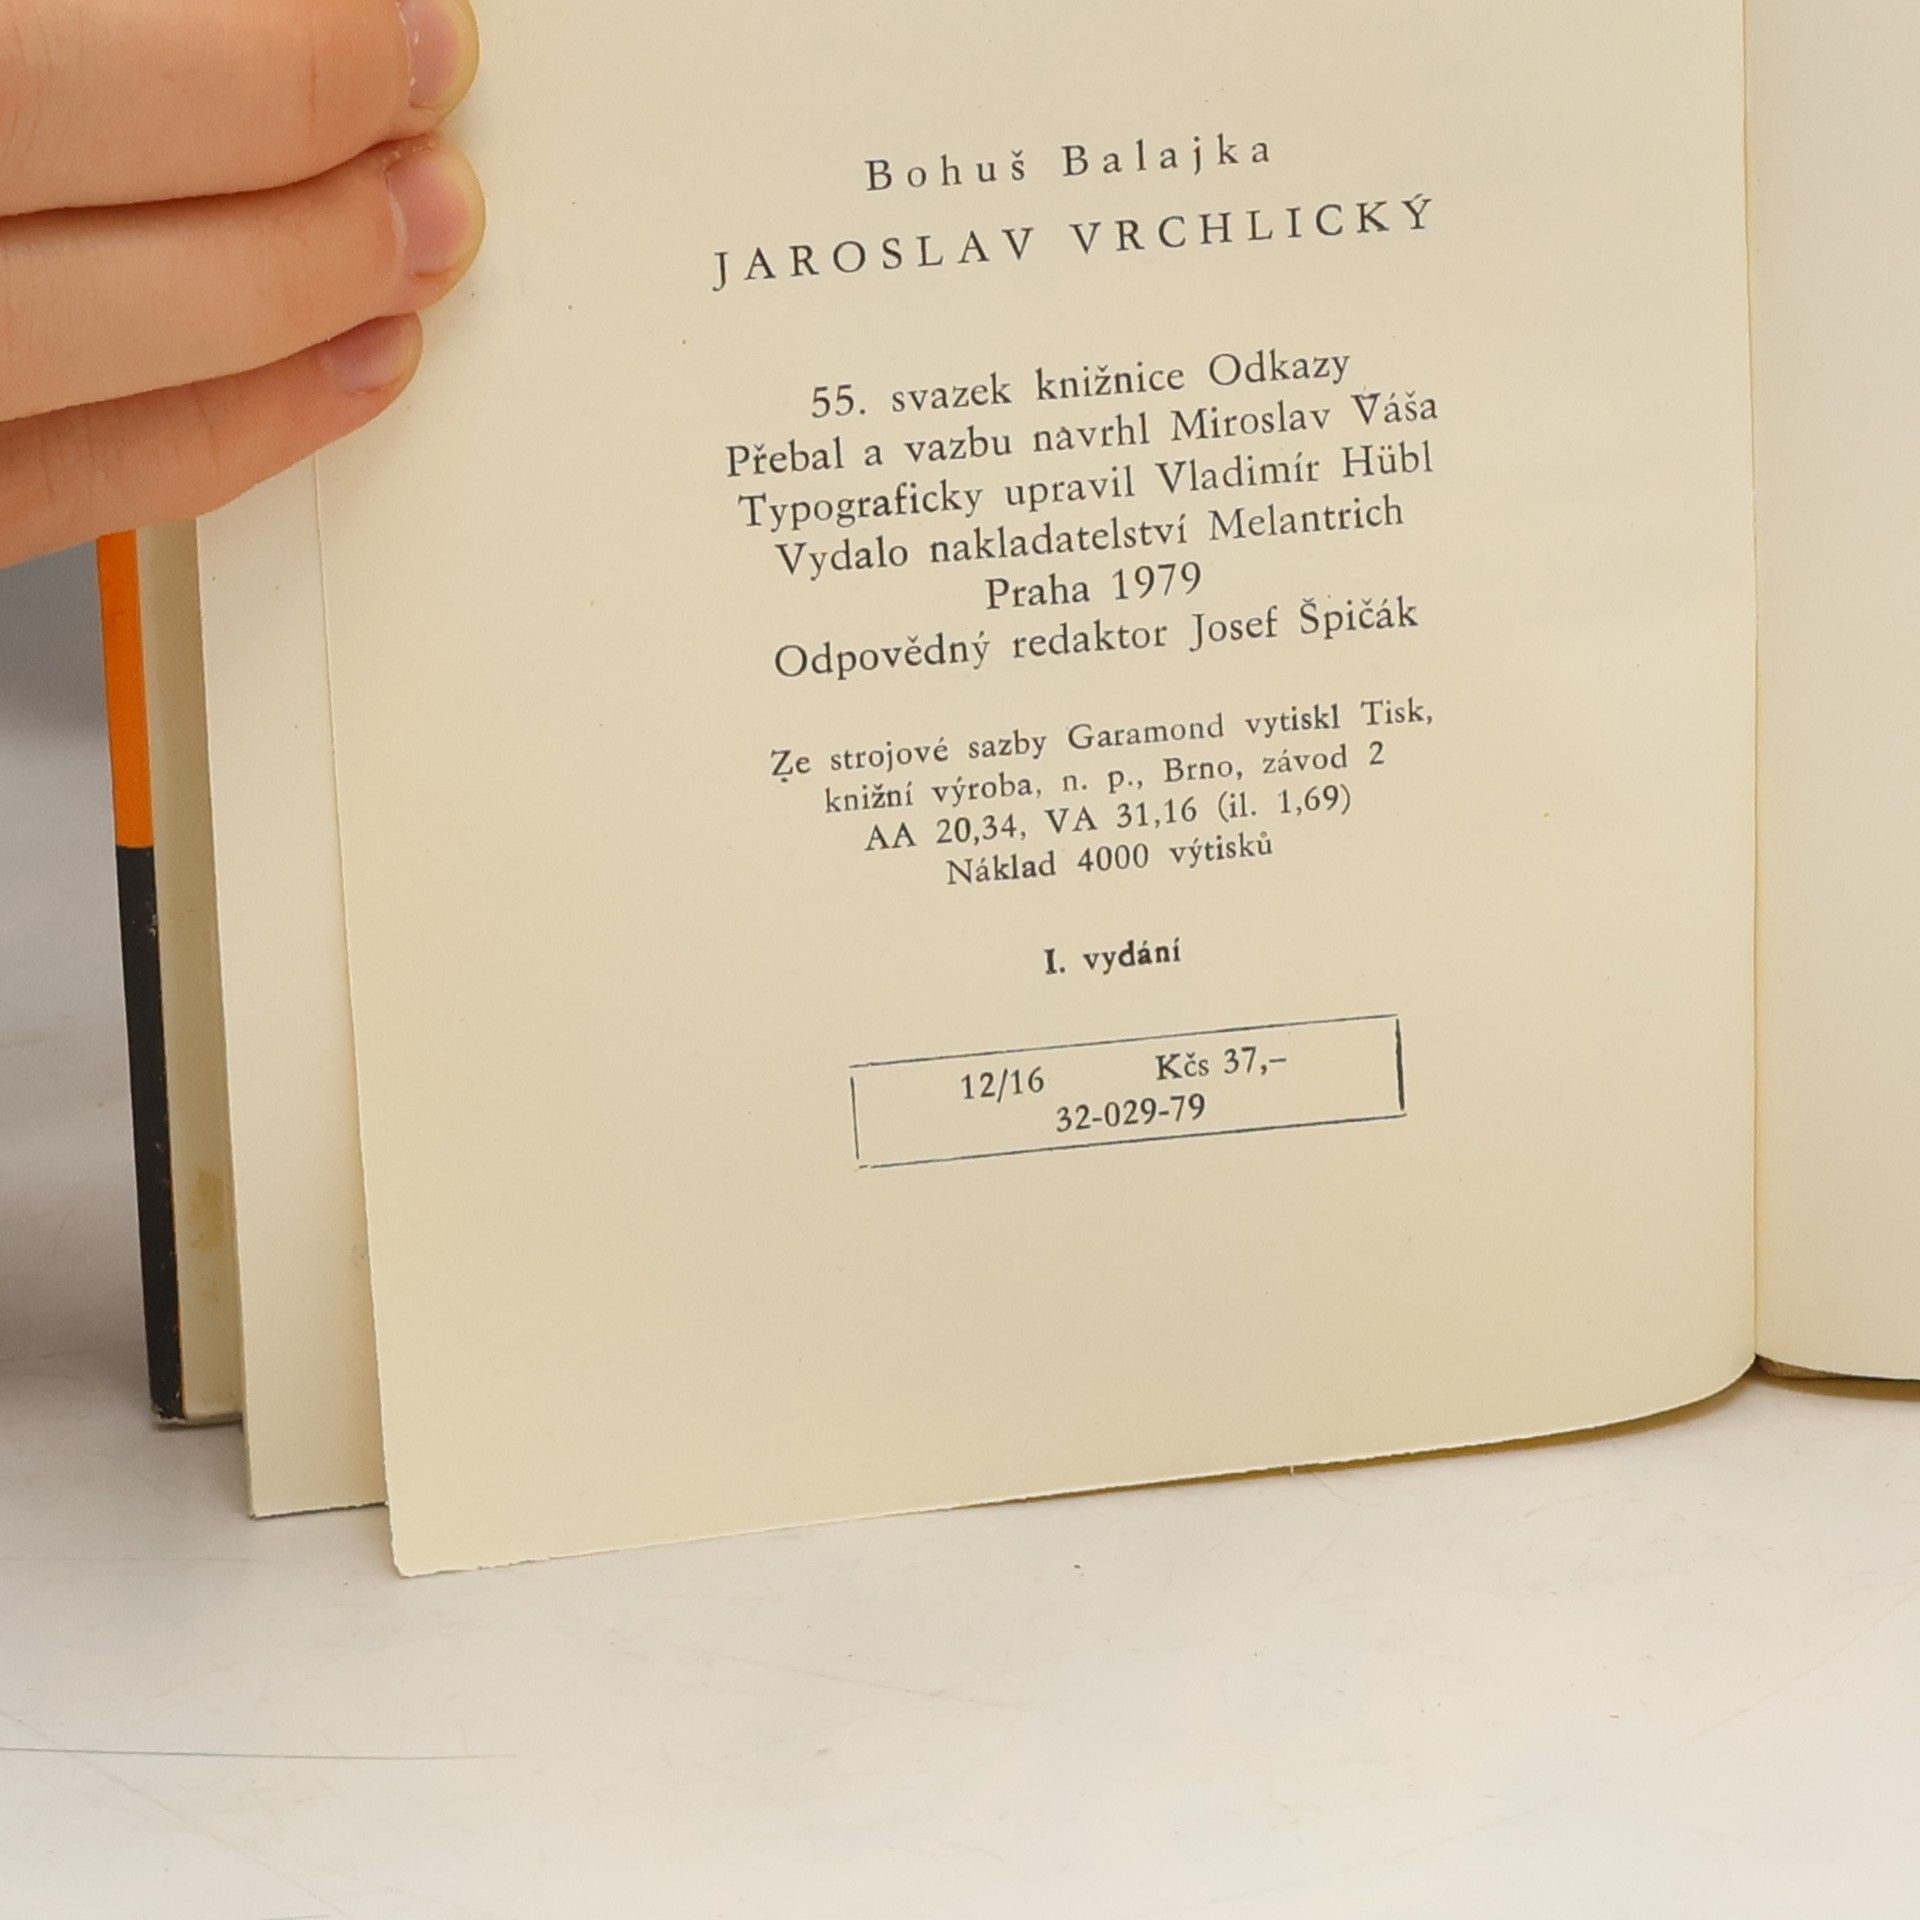 Bohuš Balajka
JAROSLAV VRCHLICKÝ
55. svazek knižnice Odkazy
Přebal a vazbu navrhl Miroslav Váša
Typograficky upravil Vladimír Hübl
Vydalo nakladatelství Melantrich
Praha 1979
Odpovědný redaktor Josef Špičák
Ze strojové sazby Garamond vytiskl Tisk,
knižní výroba, n. p., Brno, závod 2
AA 20,34, VA 31,16 (il. 1,69)
Náklad 4000 výtisků
I. vydání
12/16 Kčs 37,–
32-029-79